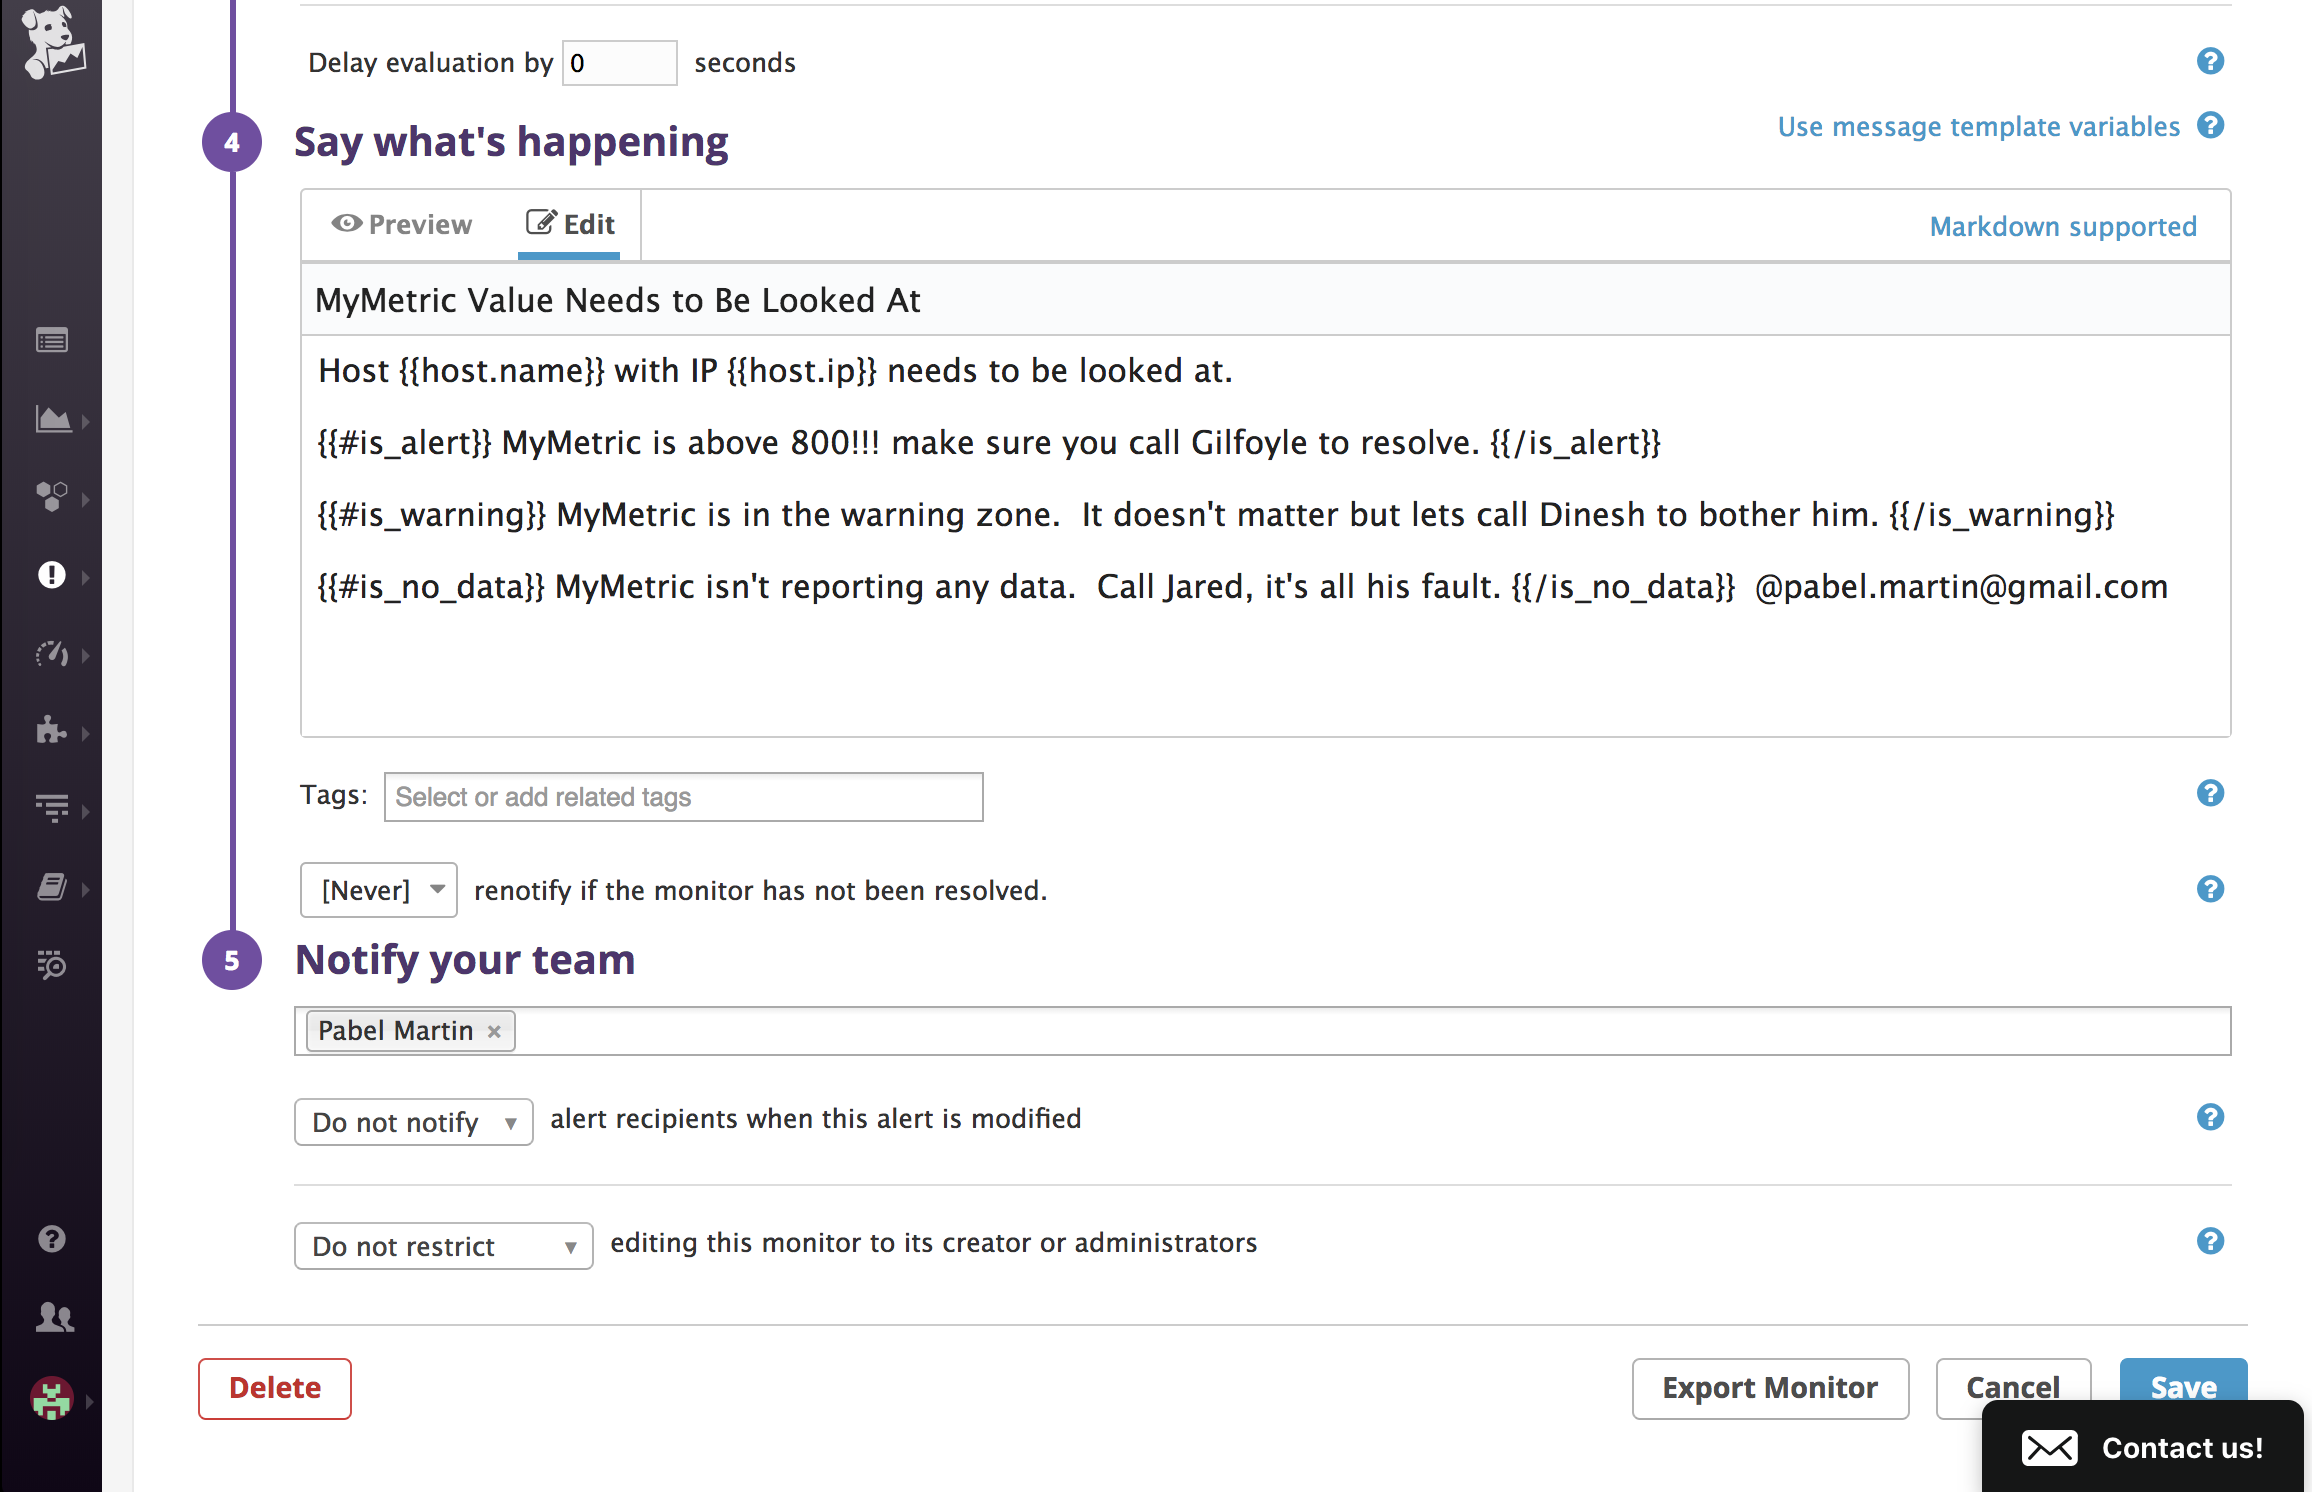 Delay evaluation by 0 seconds
4 Say what's happening
Use message template variables ?
Preview Edit Markdown supported
MyMetric Value Needs to Be Looked At
Host {{host.name}} with IP {{host.ip}} needs to be looked at.
{{#is_alert}} MyMetric is above 800!!! make sure you call Gilfoyle to resolve. {{/is_alert}}
{{#is_warning}} MyMetric is in the warning zone.  It doesn't matter but lets call Dinesh to bother him. {{/is_warning}}
{{#is_no_data}} MyMetric isn't reporting any data.  Call Jared, it's all his fault. {{/is_no_data}}  @pabel.martin@gmail.com
Tags: Select or add related tags
[Never] renotify if the monitor has not been resolved.
5 Notify your team
Pabel Martin ×
Do not notify alert recipients when this alert is modified
Do not restrict editing this monitor to its creator or administrators
Delete Export Monitor Cancel Save
Contact us!